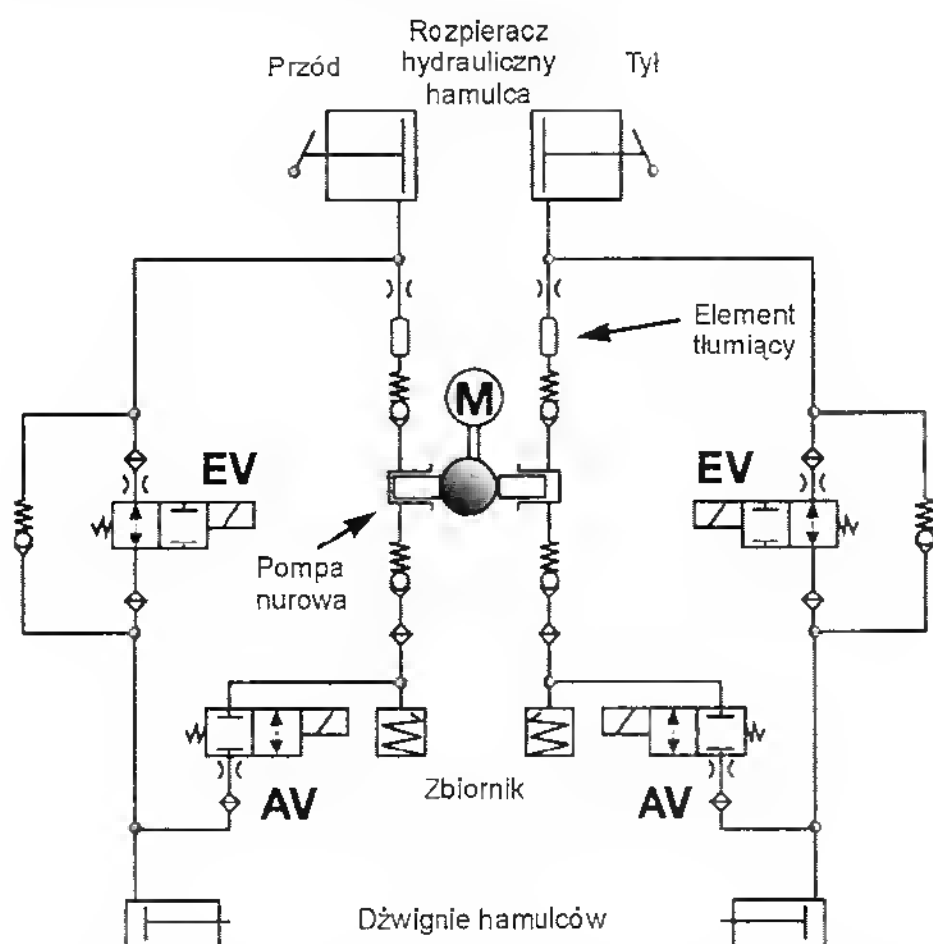 Rozpieracz
hydrauliczny
hamulca
Przód
Tył
Element
tłumiący
M
EV
EV
Pompa
nurowa
Zbiornik
AV
AV
Dźwignie hamulców